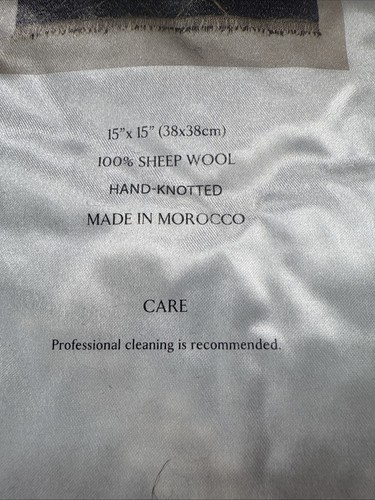 15”x 15” (38x38cm)
100% SHEEP WOOL
HAND-KNOTTED
MADE IN MOROCCO
CARE
Professional cleaning is recommended.